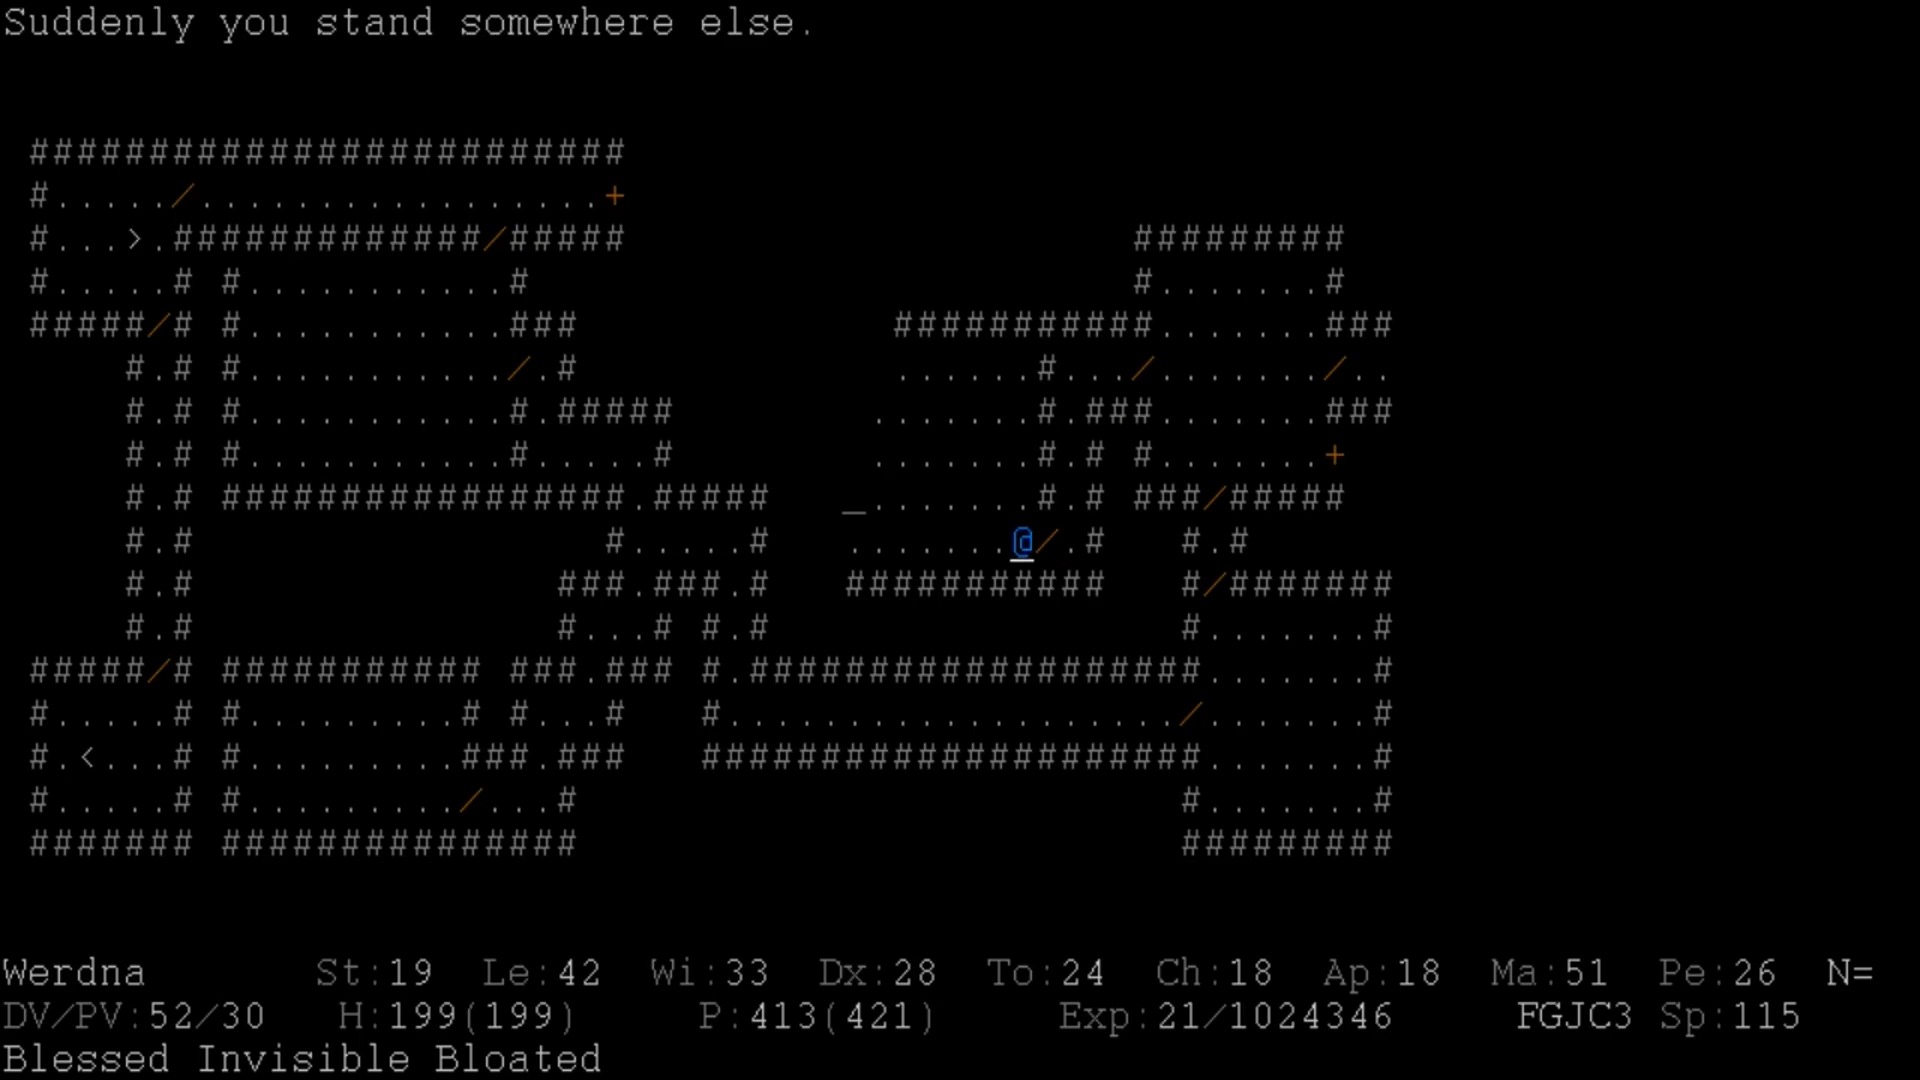 Suddenly you stand somewhere else.
Werdna St:19 Le:42 Wi:33 Dx:28 To:24 Ch:18 Ap:18 Ma:51 Pe:26 N=
DV/PV:52/30 H:199(199) P:413(421) Exp:21/1024346 FGJC3 Sp:115
Blessed Invisible Bloated